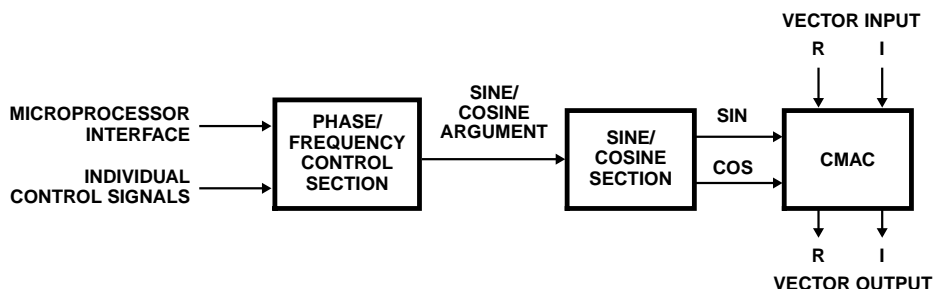 VECTOR INPUT
R I
MICROPROCESSOR
INTERFACE
INDIVIDUAL
CONTROL SIGNALS
PHASE/
FREQUENCY
CONTROL
SECTION
SINE/
COSINE
ARGUMENT
SINE/
COSINE
SECTION
SIN
COS
CMAC
R I
VECTOR OUTPUT